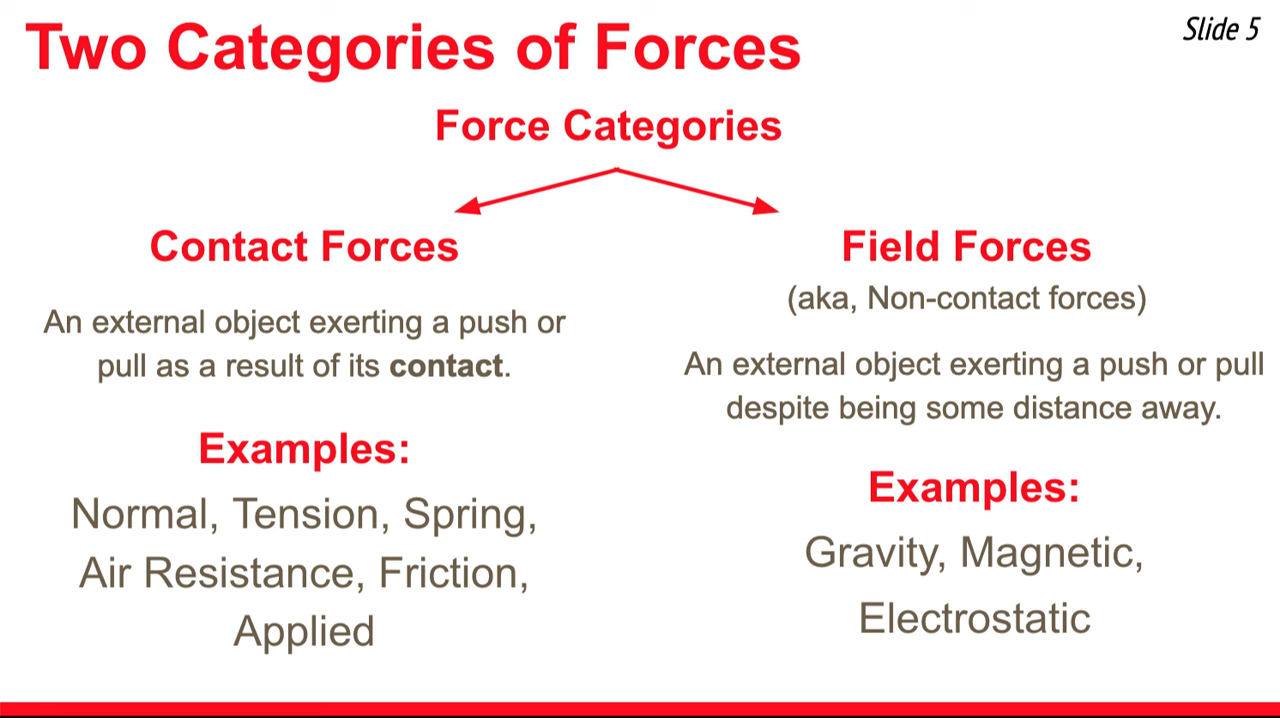 Two Categories of Forces
Slide 5
Force Categories
Contact Forces
An external object exerting a push or
pull as a result of its contact.
Examples:
Normal, Tension, Spring,
Air Resistance, Friction,
Applied
Field Forces
(aka, Non-contact forces)
An external object exerting a push or pull
despite being some distance away.
Examples:
Gravity, Magnetic,
Electrostatic